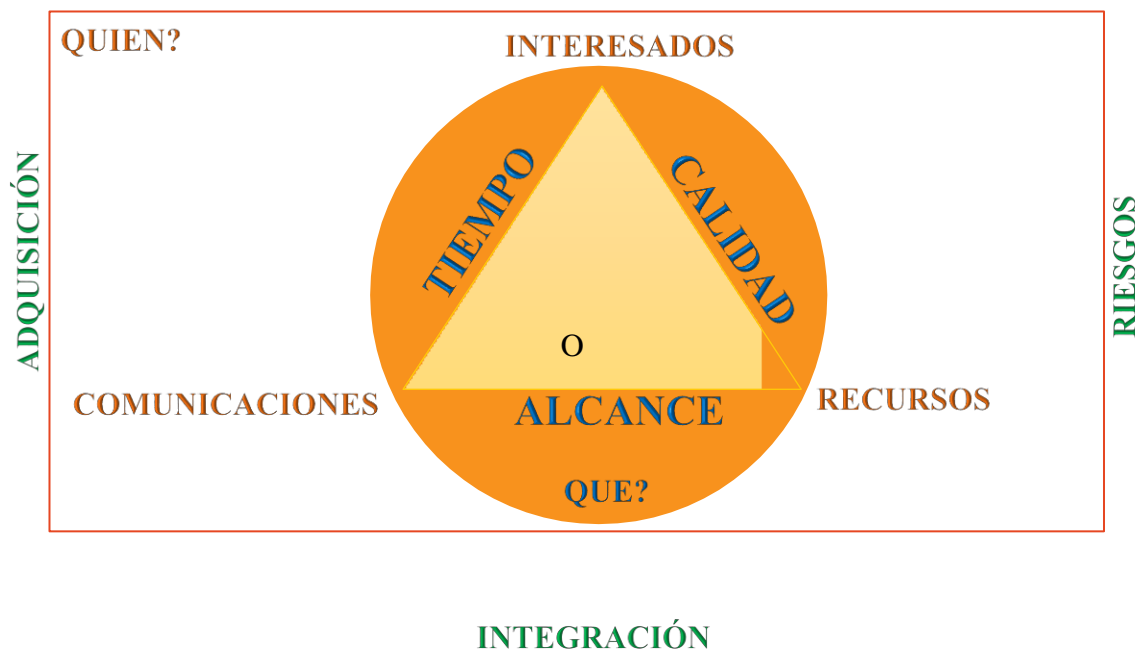 QUIEN?
INTERESADOS
ADQUISICIÓN
TIEMPO
CALIDAD
RIESGOS
O
COMUNICACIONES
ALCANCE
RECURSOS
QUE?
INTEGRACIÓN